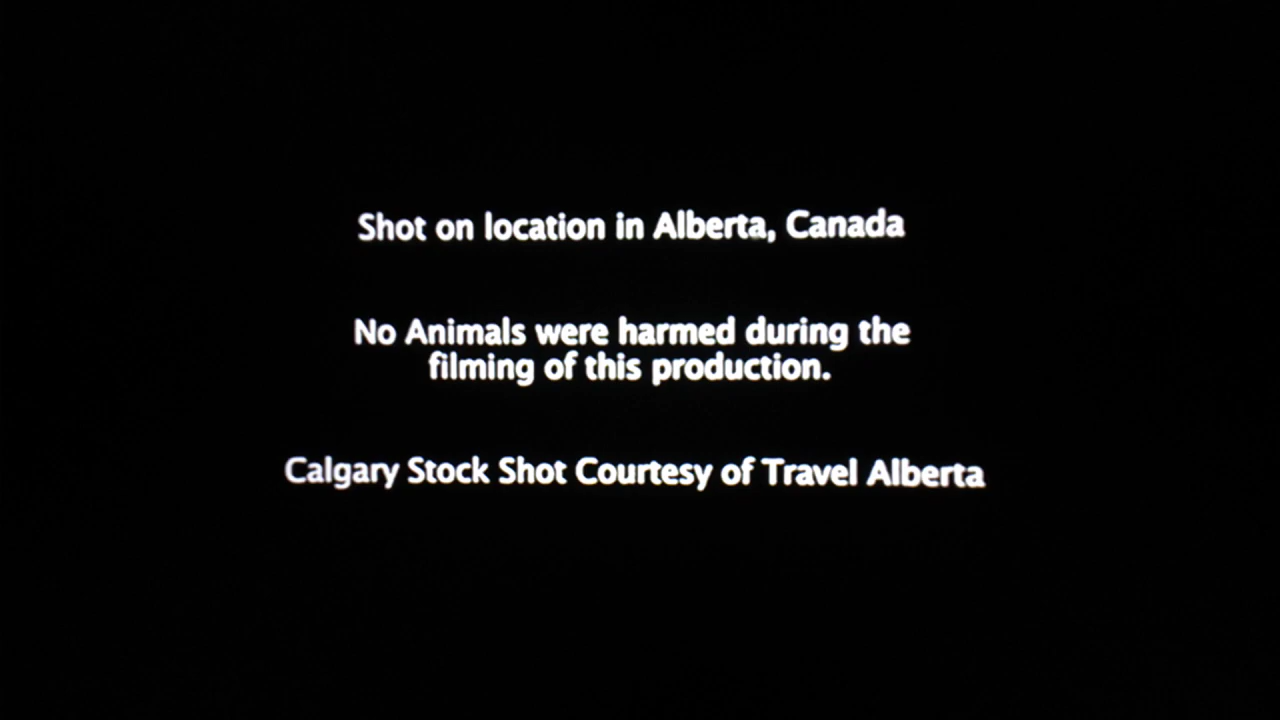 Shot on location in Alberta, Canada
No Animals were harmed during the
filming of this production.
Calgary Stock Shot Courtesy of Travel Alberta